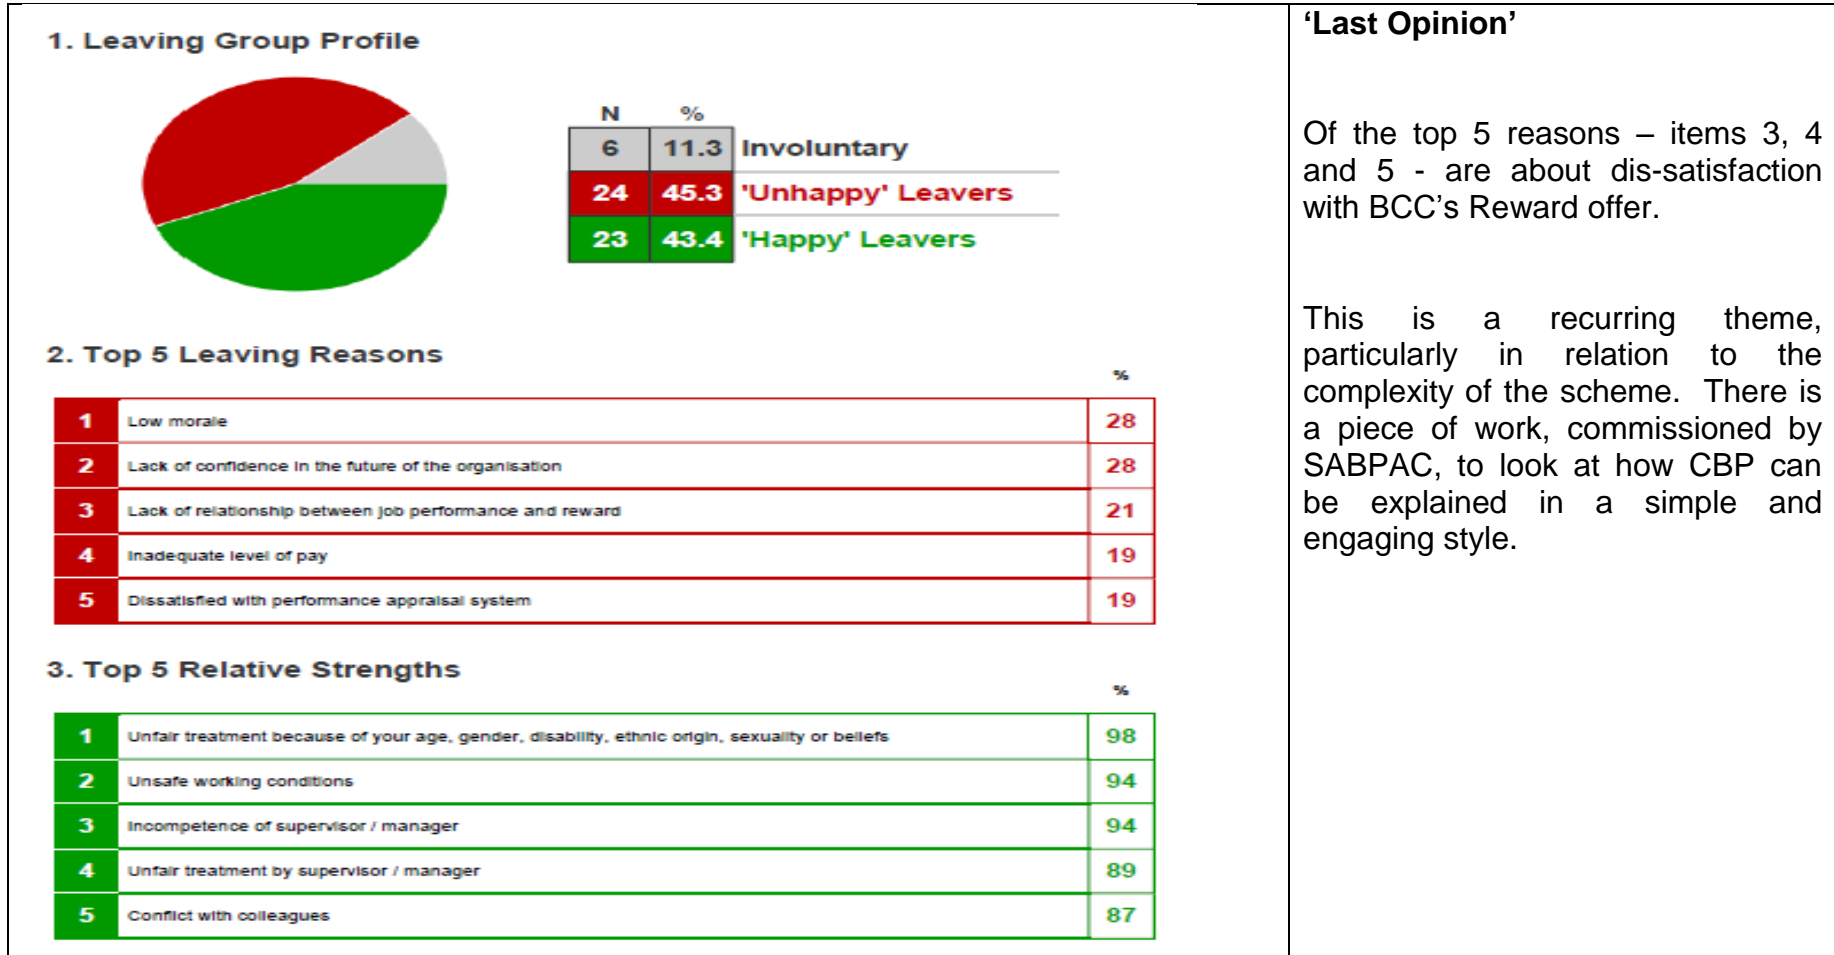 1. Leaving Group Profile
N %
6 11.3 Involuntary
24 45.3 'Unhappy' Leavers
23 43.4 'Happy' Leavers
2. Top 5 Leaving Reasons
%
1 Low morale 28
2 Lack of confidence in the future of the organisation 28
3 Lack of relationship between job performance and reward 21
4 Inadequate level of pay 19
5 Dissatisfied with performance appraisal system 19
3. Top 5 Relative Strengths
%
1 Unfair treatment because of your age, gender, disability, ethnic origin, sexuality or beliefs 98
2 Unsafe working conditions 94
3 Incompetence of supervisor / manager 94
4 Unfair treatment by supervisor / manager 89
5 Conflict with colleagues 87
‘Last Opinion’
Of the top 5 reasons – items 3, 4
and 5 - are about dis-satisfaction
with BCC’s Reward offer.
This is a recurring theme,
particularly in relation to the
complexity of the scheme. There is
a piece of work, commissioned by
SABPAC, to look at how CBP can
be explained in a simple and
engaging style.